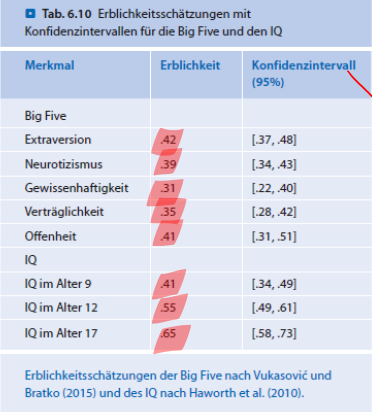 Tab. 6.10 Erblichkeitsschätzungen mit
Konfidenzintervallen für die Big Five und den IQ
Merkmal Erblichkeit Konfidenzintervall
(95%)
Big Five
Extraversion .42 [.37, .48]
Neurotizismus .39 [.34, .43]
Gewissenhaftigkeit .31 [.22, .40]
Verträglichkeit .35 [.28, .42]
Offenheit .41 [.31, .51]
IQ
IQ im Alter 9 .41 [.34, .49]
IQ im Alter 12 .55 [.49, .61]
IQ im Alter 17 .65 [.58, .73]
Erblichkeitsschätzungen der Big Five nach Vukasović und
Bratko (2015) und des IQ nach Haworth et al. (2010).